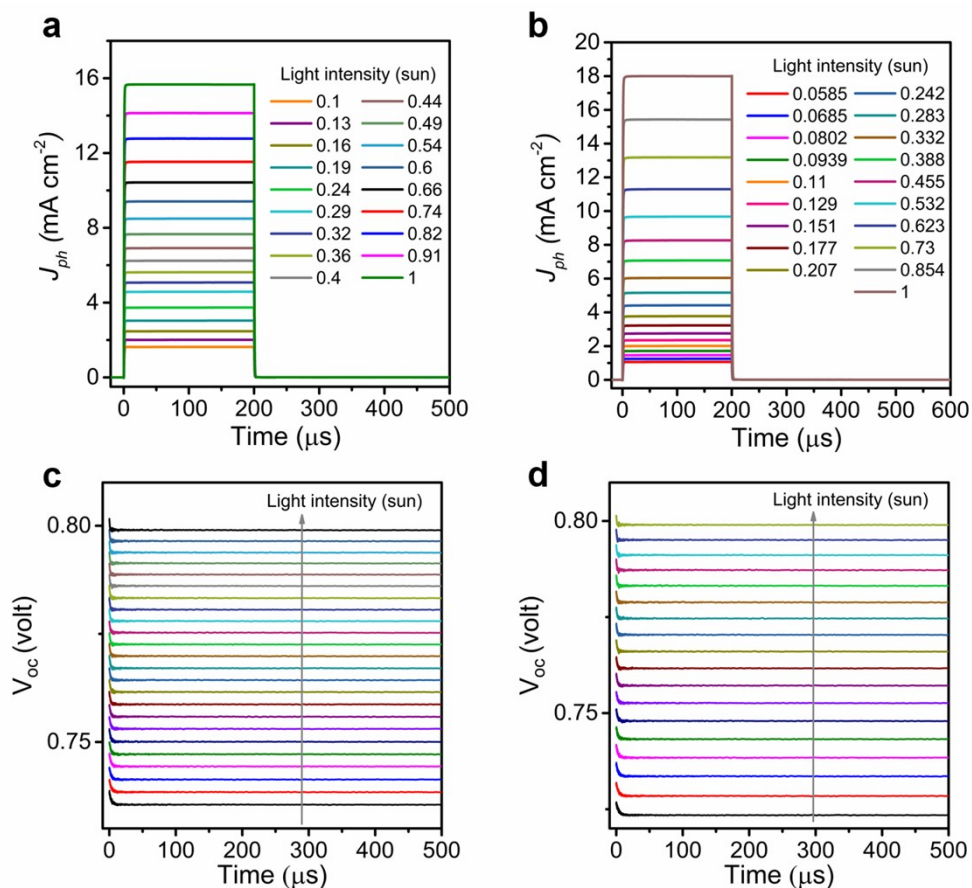 a
Light intensity (sun)
0.1 0.44
0.13 0.49
0.16 0.54
0.19 0.6
0.24 0.66
0.29 0.74
0.32 0.82
0.36 0.91
0.4 1
16
12
8
4
0
J_ph (mA cm⁻²)
0 100 200 300 400 500
Time (μs)
b
Light intensity (sun)
0.0585 0.242
0.0685 0.283
0.0802 0.332
0.0939 0.388
0.11 0.455
0.129 0.532
0.151 0.623
0.177 0.73
0.207 0.854
1
20
18
16
14
12
10
8
6
4
2
0
J_ph (mA cm⁻²)
0 100 200 300 400 500 600
Time (μs)
c
Light intensity (sun)
0.80
0.75
V_oc (volt)
0 100 200 300 400 500
Time (μs)
d
Light intensity (sun)
0.80
0.75
V_oc (volt)
0 100 200 300 400 500
Time (μs)